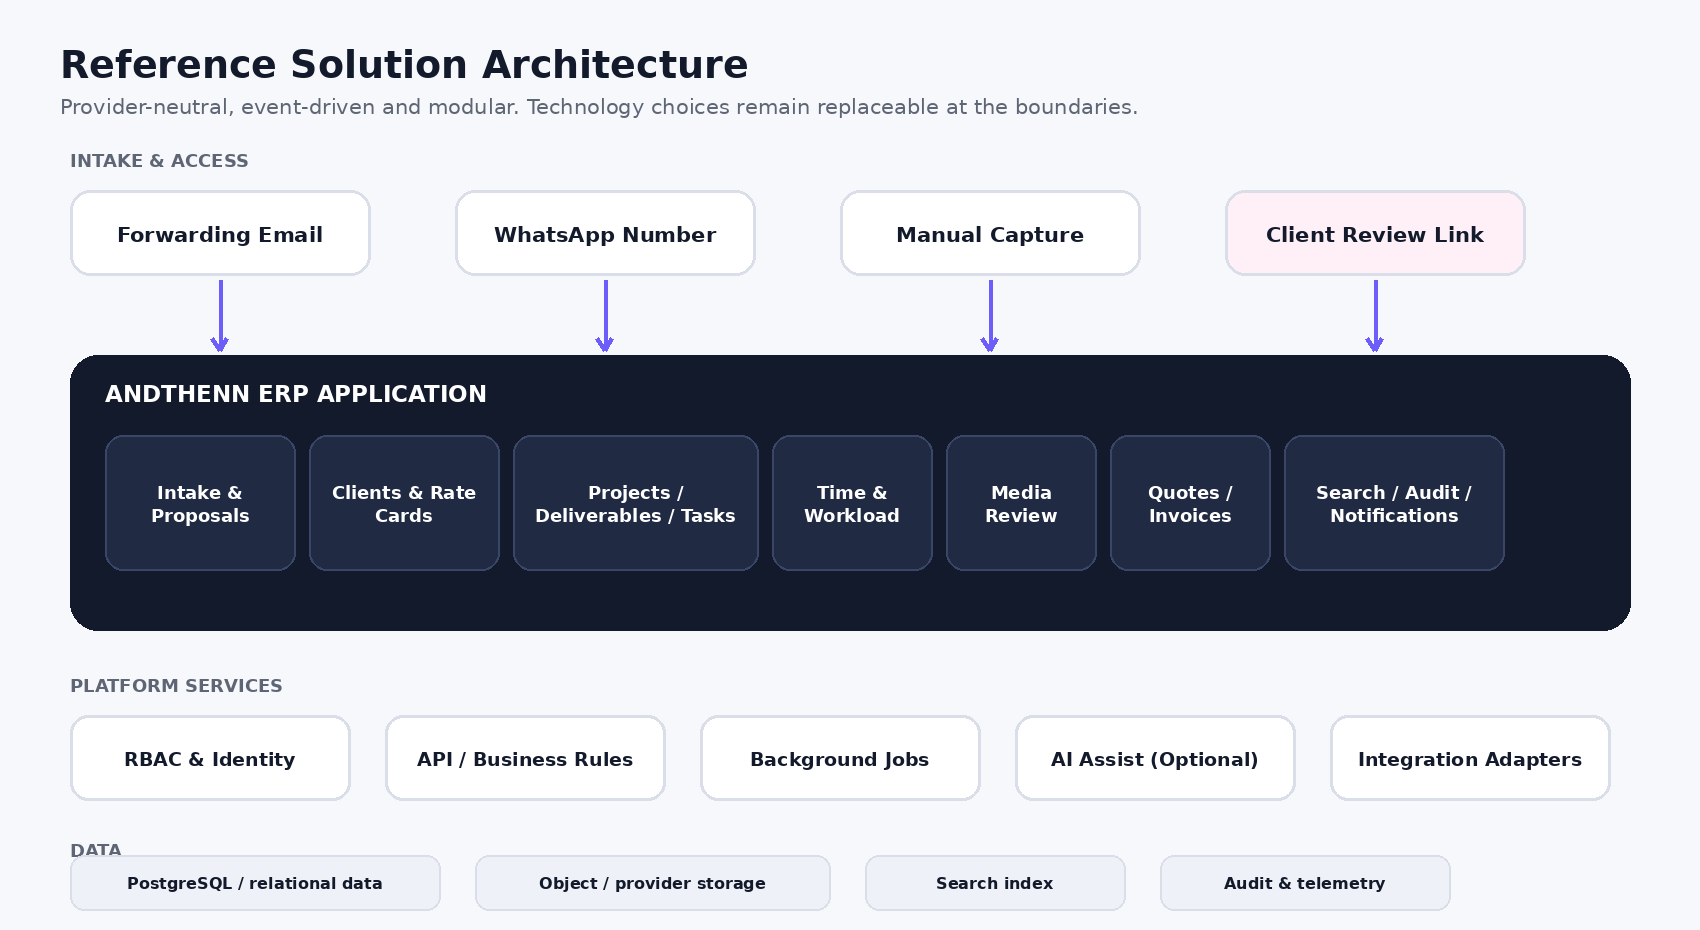 Reference Solution Architecture
Provider-neutral, event-driven and modular. Technology choices remain replaceable at the boundaries.
INTAKE & ACCESS
Forwarding Email
WhatsApp Number
Manual Capture
Client Review Link
ANDTHENN ERP APPLICATION
Intake &
Proposals
Clients & Rate
Cards
Projects /
Deliverables / Tasks
Time &
Workload
Media
Review
Quotes /
Invoices
Search / Audit /
Notifications
PLATFORM SERVICES
RBAC & Identity
API / Business Rules
Background Jobs
AI Assist (Optional)
Integration Adapters
DATA
PostgreSQL / relational data
Object / provider storage
Search index
Audit & telemetry